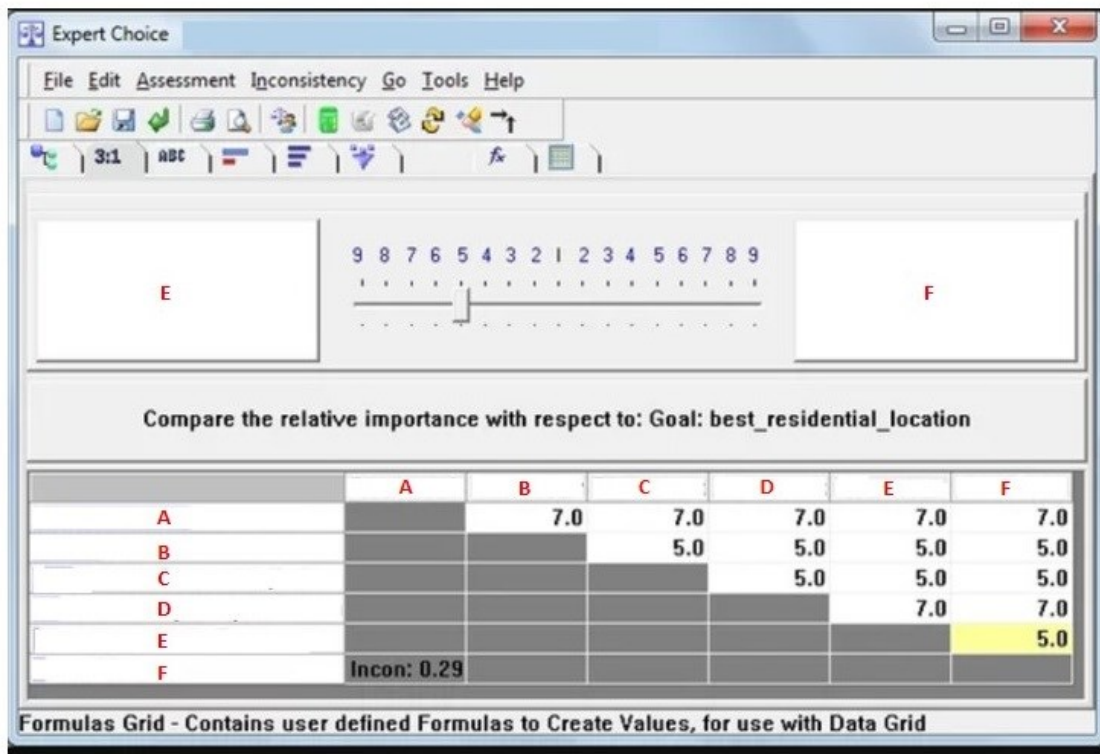 Expert Choice
File Edit Assessment Inconsistency Go Tools Help
3:1 ABC fx
9 8 7 6 5 4 3 2 1 2 3 4 5 6 7 8 9
E F
Compare the relative importance with respect to: Goal: best_residential_location
A B C D E F
A 7.0 7.0 7.0 7.0 7.0
B 5.0 5.0 5.0 5.0
C 5.0 5.0 5.0
D 7.0 7.0
E 5.0
F Incon: 0.29
Formulas Grid - Contains user defined Formulas to Create Values, for use with Data Grid